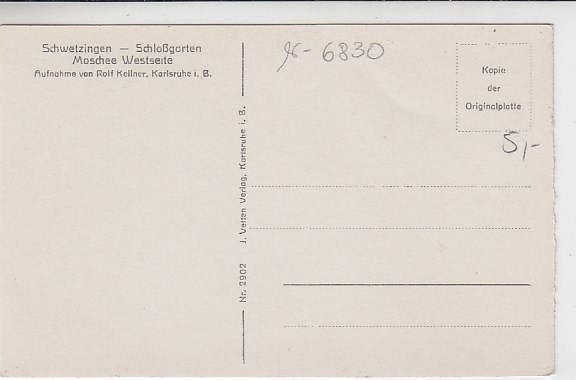 Schwetzingen — Schloßgarten
Moschee Westseite
Aufnahme von Rolf Kellner, Karlsruhe i. B.
6830
Kopie
der
Originalplatte
5,-
Nr. 2902 J. Velten Verlag, Karlsruhe i. B.